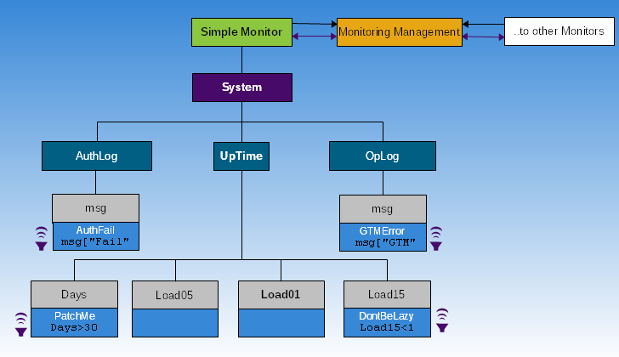 Simple Monitor
Monitoring Management
..to other Monitors
System
AuthLog
UpTime
OpLog
msg
AuthFail
msg["Fail"
msg
GTMError
msg["GTM"
Days
PatchMe
Days>30
Load05
Load01
Load15
DontBeLazy
Load15<1